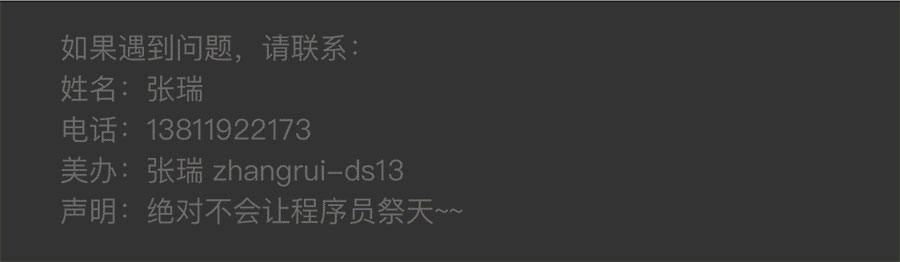 如果遇到问题，请联系：
姓名：张瑞
电话：13811922173
美办：张瑞 zhangrui-ds13
声明：绝对不会让程序员祭天~~